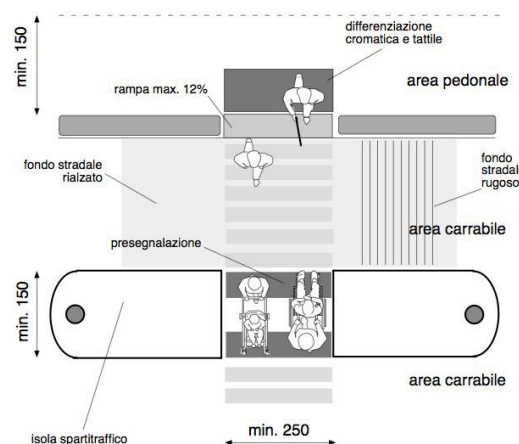 min. 150
differenziazione
cromatica e tattile
area pedonale
rampa max. 12%
fondo stradale
rialzato
fondo
stradale
rugoso
area carrabile
presegnalazione
min. 150
area carrabile
min. 250
isola spartitraffico